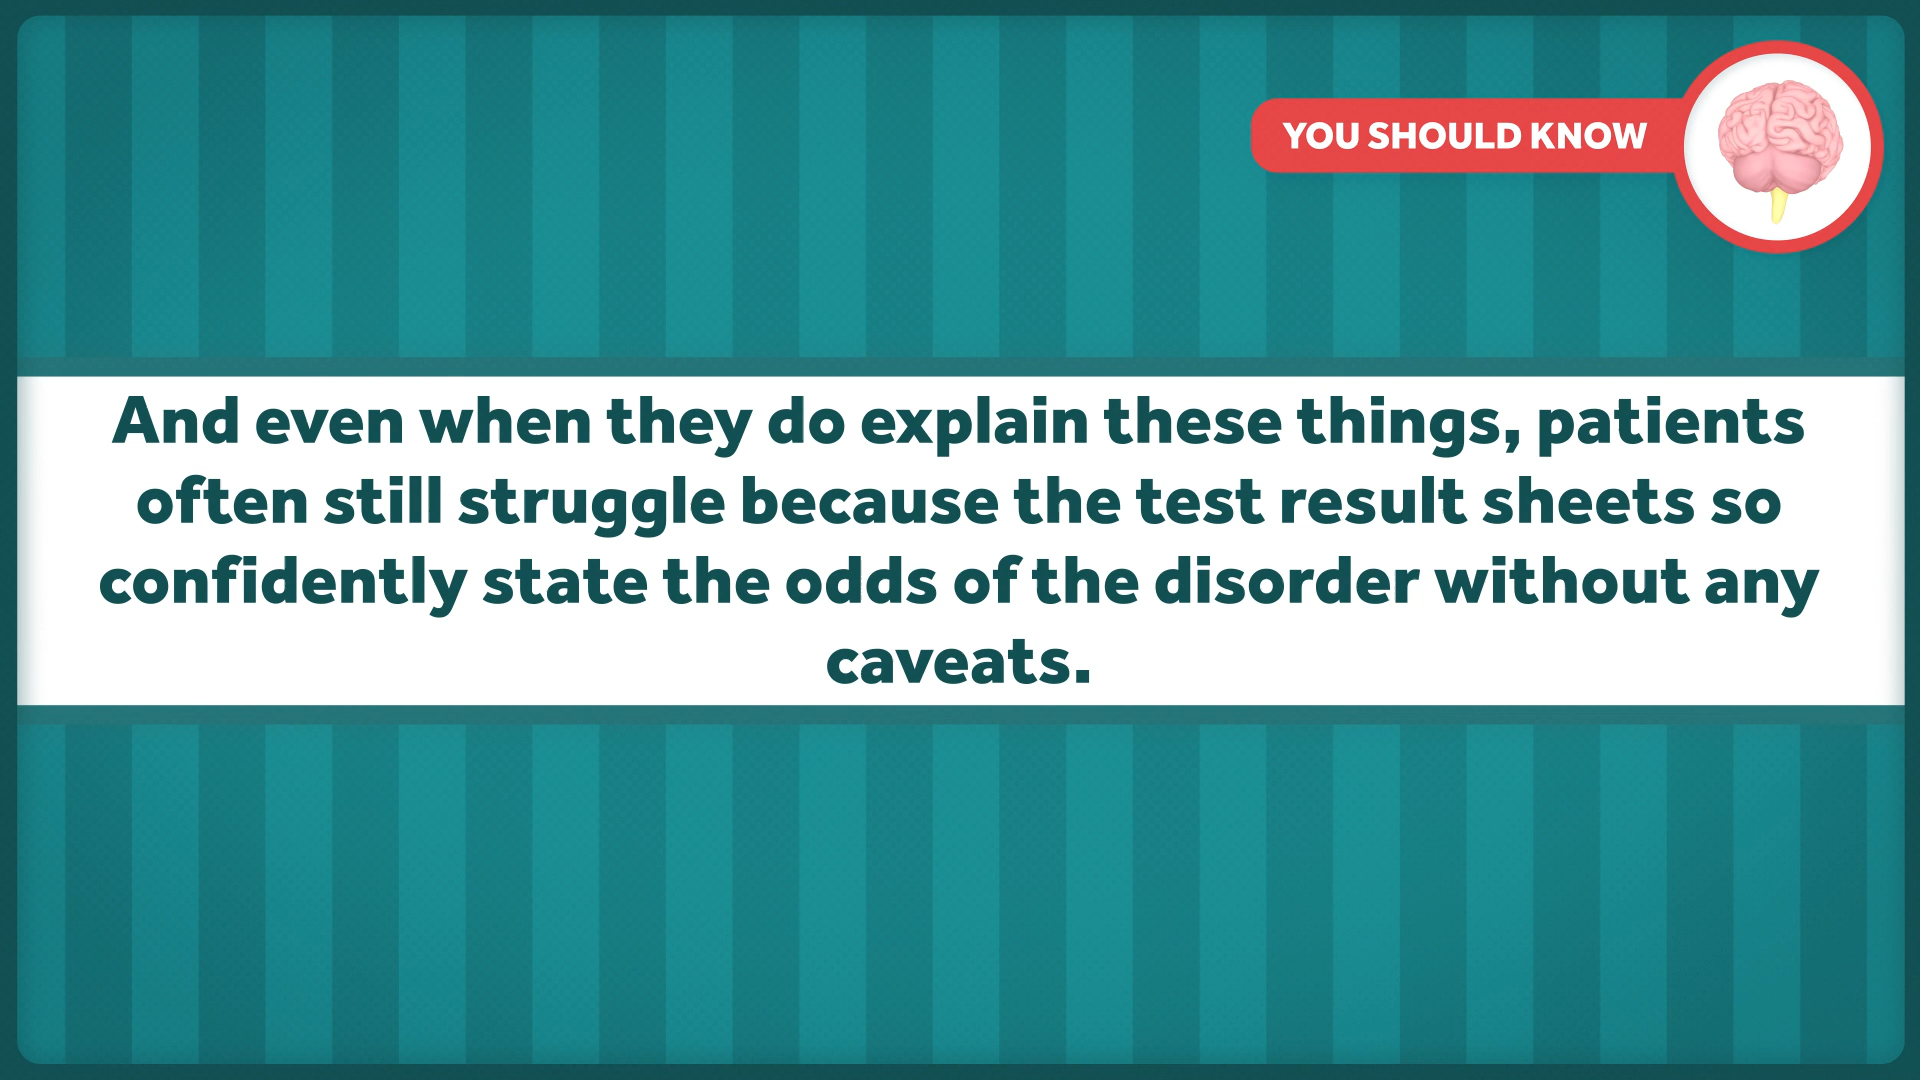 YOU SHOULD KNOW
And even when they do explain these things, patients
often still struggle because the test result sheets so
confidently state the odds of the disorder without any
caveats.